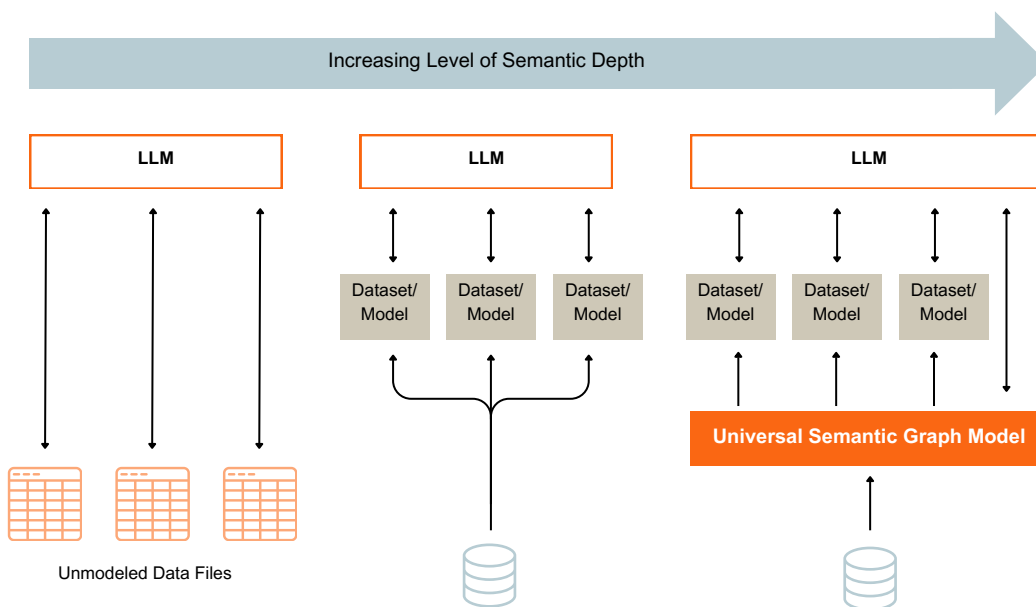 Increasing Level of Semantic Depth
LLM
LLM
LLM
Dataset/
Model
Dataset/
Model
Dataset/
Model
Dataset/
Model
Dataset/
Model
Dataset/
Model
Universal Semantic Graph Model
Unmodeled Data Files